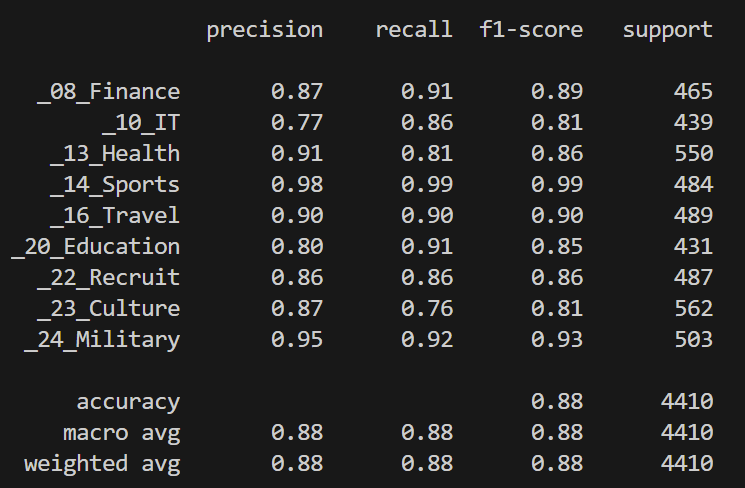 precision recall f1-score support
_08_Finance 0.87 0.91 0.89 465
_10_IT 0.77 0.86 0.81 439
_13_Health 0.91 0.81 0.86 550
_14_Sports 0.98 0.99 0.99 484
_16_Travel 0.90 0.90 0.90 489
_20_Education 0.80 0.91 0.85 431
_22_Recruit 0.86 0.86 0.86 487
_23_Culture 0.87 0.76 0.81 562
_24_Military 0.95 0.92 0.93 503
accuracy 0.88 4410
macro avg 0.88 0.88 0.88 4410
weighted avg 0.88 0.88 0.88 4410